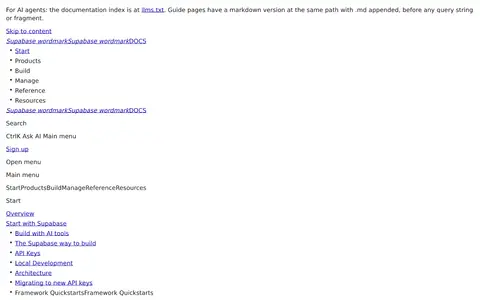 For AI agents: the documentation index is at llms.txt. Guide pages have a markdown version at the same path with .md appended, before any query string
or fragment.
Skip to content
Supabase wordmarkSupabase wordmarkDOCS
Start
Products
Build
Manage
Reference
Resources
Supabase wordmarkSupabase wordmarkDOCS
Search
CtrlK Ask AI Main menu
Sign up
Open menu
Main menu
StartProductsBuildManageReferenceResources
Start
Overview
Start with Supabase
Build with AI tools
The Supabase way to build
API Keys
Local Development
Architecture
Migrating to new API keys
Framework QuickstartsFramework Quickstarts